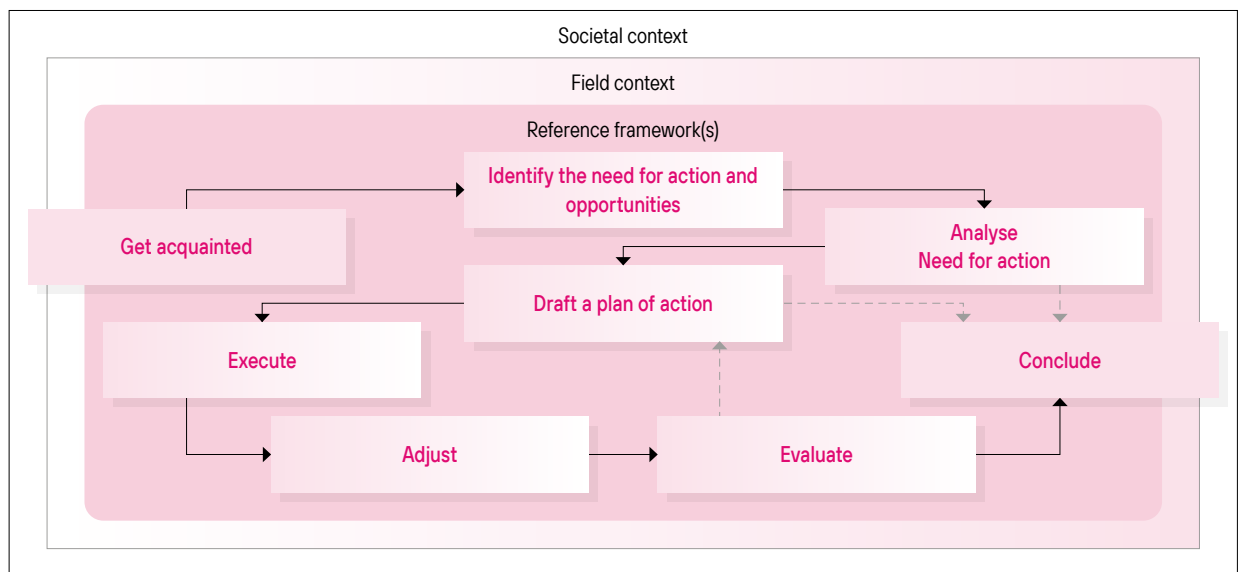 Societal context
Field context
Reference framework(s)
Identify the need for action and
opportunities
Get acquainted
Analyse
Need for action
Draft a plan of action
Execute
Conclude
Adjust
Evaluate